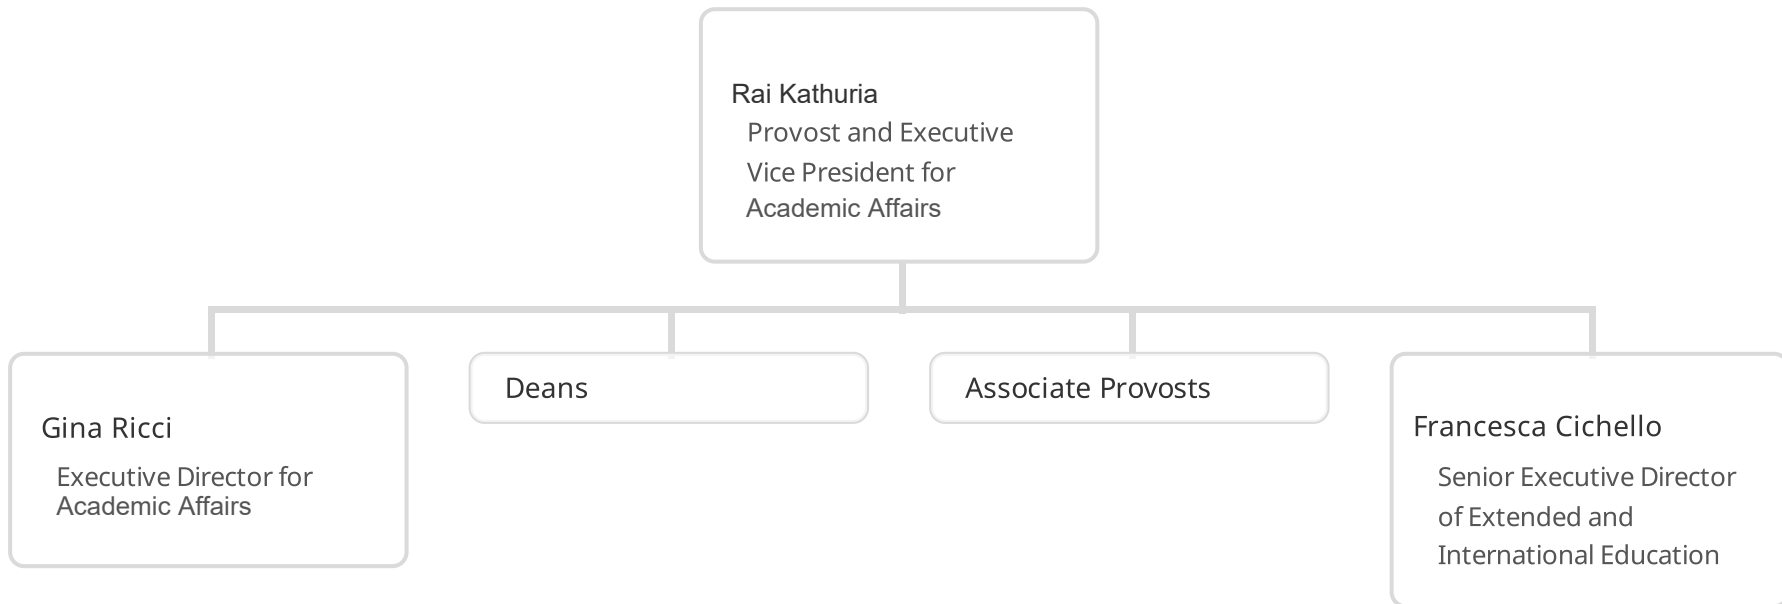 Rai Kathuria
Provost and Executive
Vice President for
Academic Affairs
Gina Ricci
Executive Director for
Academic Affairs
Deans
Associate Provosts
Francesca Cichello
Senior Executive Director
of Extended and
International Education